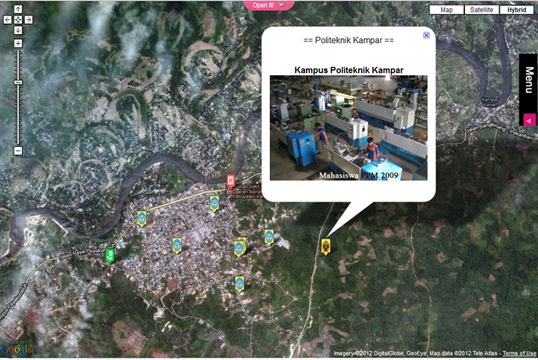 Open It!
Map
Satellite
Hybrid
== Politeknik Kampar ==
Kampus Politeknik Kampar
Mahasiswa PPM 2009
Menu
Google
Imagery ©2012 DigitalGlobe, GeoEye, Map data ©2012 Tele Atlas - Terms of Use